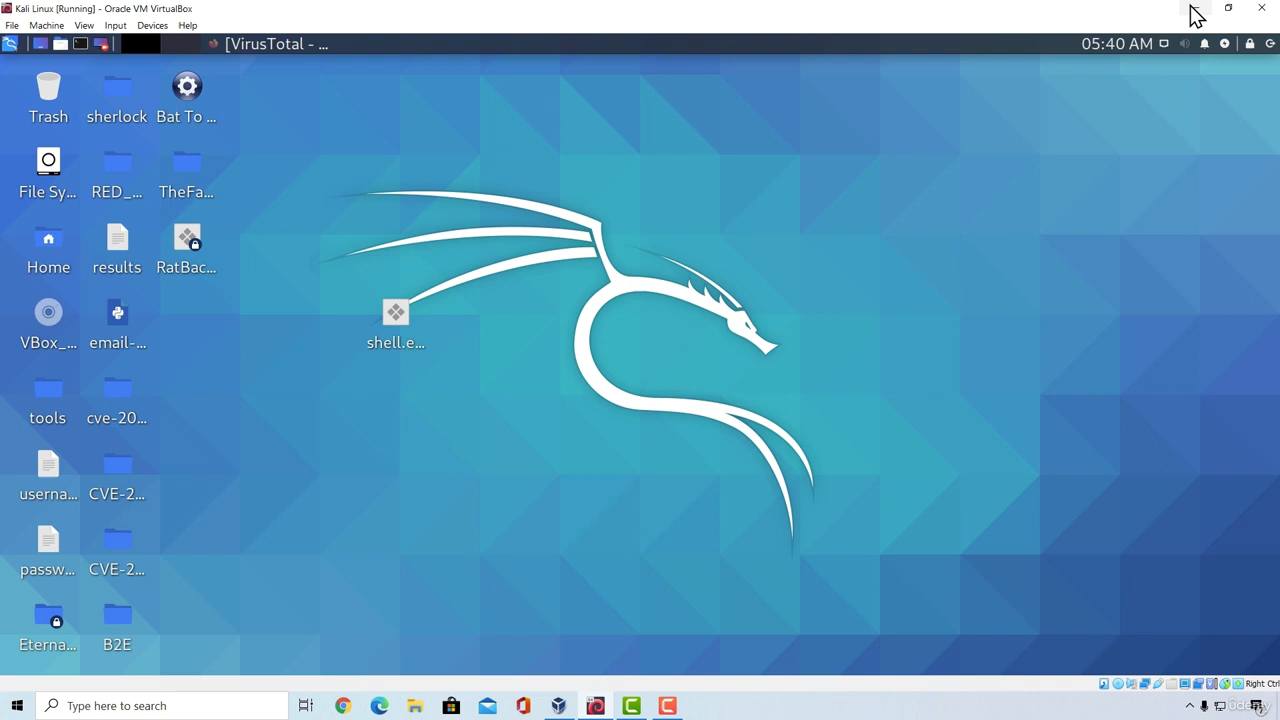 Kali Linux [Running] - Oracle VM VirtualBox
File Machine View Input Devices Help
[VirusTotal - ...
05:40 AM
Trash sherlock Bat To ...
File Sy... RED_... TheFa...
Home results RatBac...
shell.e...
VBox_... email-...
tools cve-20...
userna... CVE-2...
passw... CVE-2...
Eterna... B2E
Right Ctrl
Type here to search
Udemy